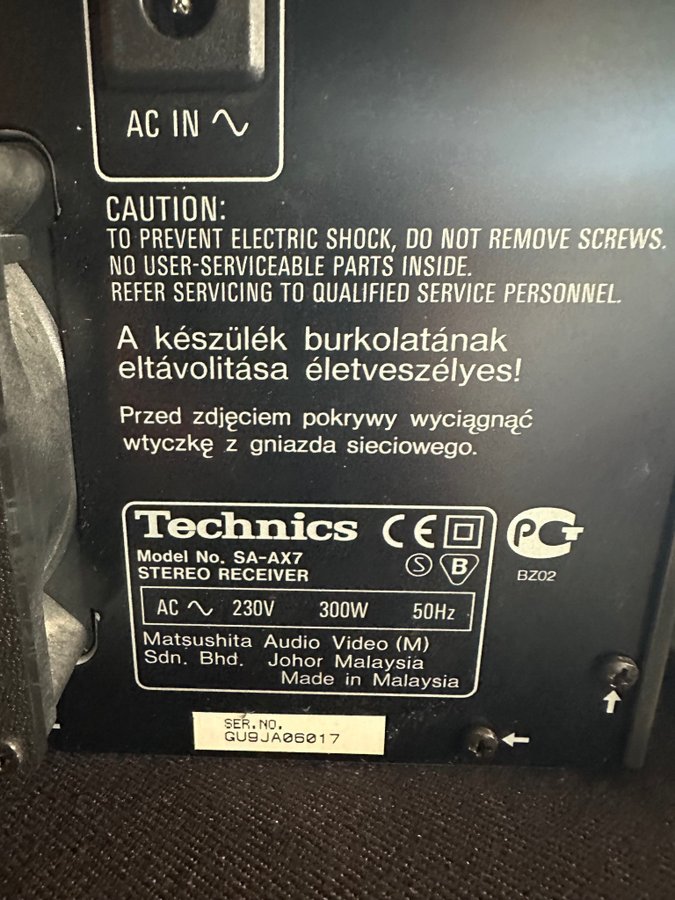 AC IN
CAUTION:
TO PREVENT ELECTRIC SHOCK, DO NOT REMOVE SCREWS.
NO USER-SERVICEABLE PARTS INSIDE.
REFER SERVICING TO QUALIFIED SERVICE PERSONNEL.
A készülék burkolatának
eltávolitása életveszélyes!
Przed zdjęciem pokrywy wyciągnąć
wtyczkę z gniazda sieciowego.
Technics CE
Model No. SA-AX7
STEREO RECEIVER
S B
PCT
BZ02
AC 230V 300W 50Hz
Matsushita Audio Video (M)
Sdn. Bhd. Johor Malaysia
Made in Malaysia
SER.NO.
GU9JA06017